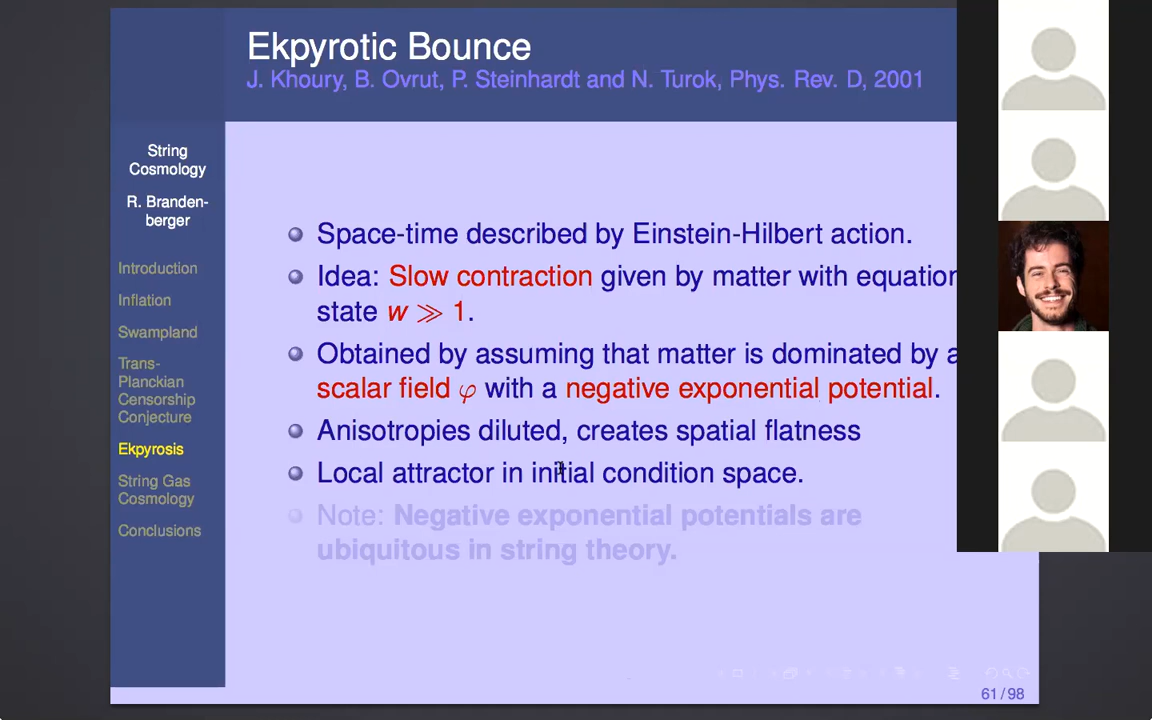 Ekpyrotic Bounce
J. Khoury, B. Ovrut, P. Steinhardt and N. Turok, Phys. Rev. D, 2001
String
Cosmology
R. Branden-
berger
Introduction
Inflation
Swampland
Trans-
Planckian
Censorship
Conjecture
Ekpyrosis
String Gas
Cosmology
Conclusions
Space-time described by Einstein-Hilbert action.
Idea: Slow contraction given by matter with equation
state w ≫ 1.
Obtained by assuming that matter is dominated by a
scalar field φ with a negative exponential potential.
Anisotropies diluted, creates spatial flatness
Local attractor in initial condition space.
Note: Negative exponential potentials are
ubiquitous in string theory.
61 / 98